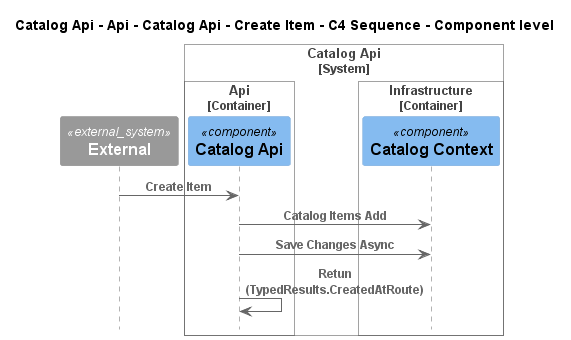 Catalog Api - Api - Catalog Api - Create Item - C4 Sequence - Component level
Catalog Api
[System]
Api
[Container]
Infrastructure
[Container]
«external_system»
External
«component»
Catalog Api
«component»
Catalog Context
Create Item
Catalog Items Add
Save Changes Async
Retun
(TypedResults.CreatedAtRoute)